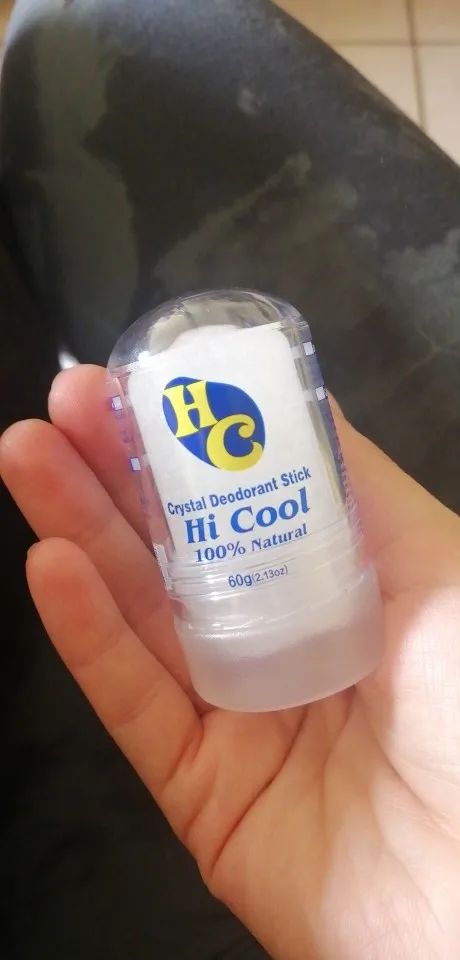 HC
Crystal Deodorant Stick
Hi Cool
100% Natural
60g(2.13oz)